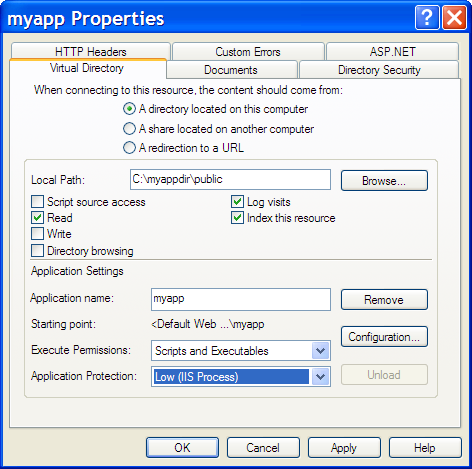 myapp Properties
HTTP Headers Custom Errors ASP.NET
Virtual Directory Documents Directory Security
When connecting to this resource, the content should come from:
A directory located on this computer
A share located on another computer
A redirection to a URL
Local Path: C:\myappdir\public Browse...
Script source access Log visits
Read Index this resource
Write
Directory browsing
Application Settings
Application name: myapp Remove
Starting point: <Default Web ...\myapp
Configuration...
Execute Permissions: Scripts and Executables
Application Protection: Low (IIS Process) Unload
OK Cancel Apply Help